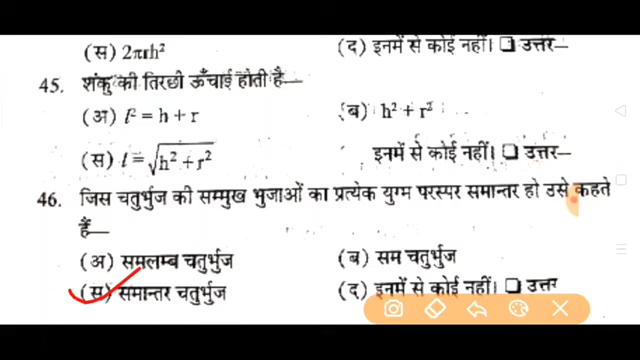 (स) 2πrh² (द) इनमें से कोई नहीं। ❑ उत्तर–
45. शंकु की तिरछी ऊँचाई होती है–
(अ) l² = h + r (ब) h² + r²
(स) l = √h² + r² इनमें से कोई नहीं। ❑ उत्तर–
46. जिस चतुर्भुज की सम्मुख भुजाओं का प्रत्येक युग्म परस्पर समान्तर हो उसे कहते
हैं–
(अ) समलम्ब चतुर्भुज (ब) सम चतुर्भुज
(स) समान्तर चतुर्भुज (द) इनमें से कोई नहीं। ❑ उत्तर